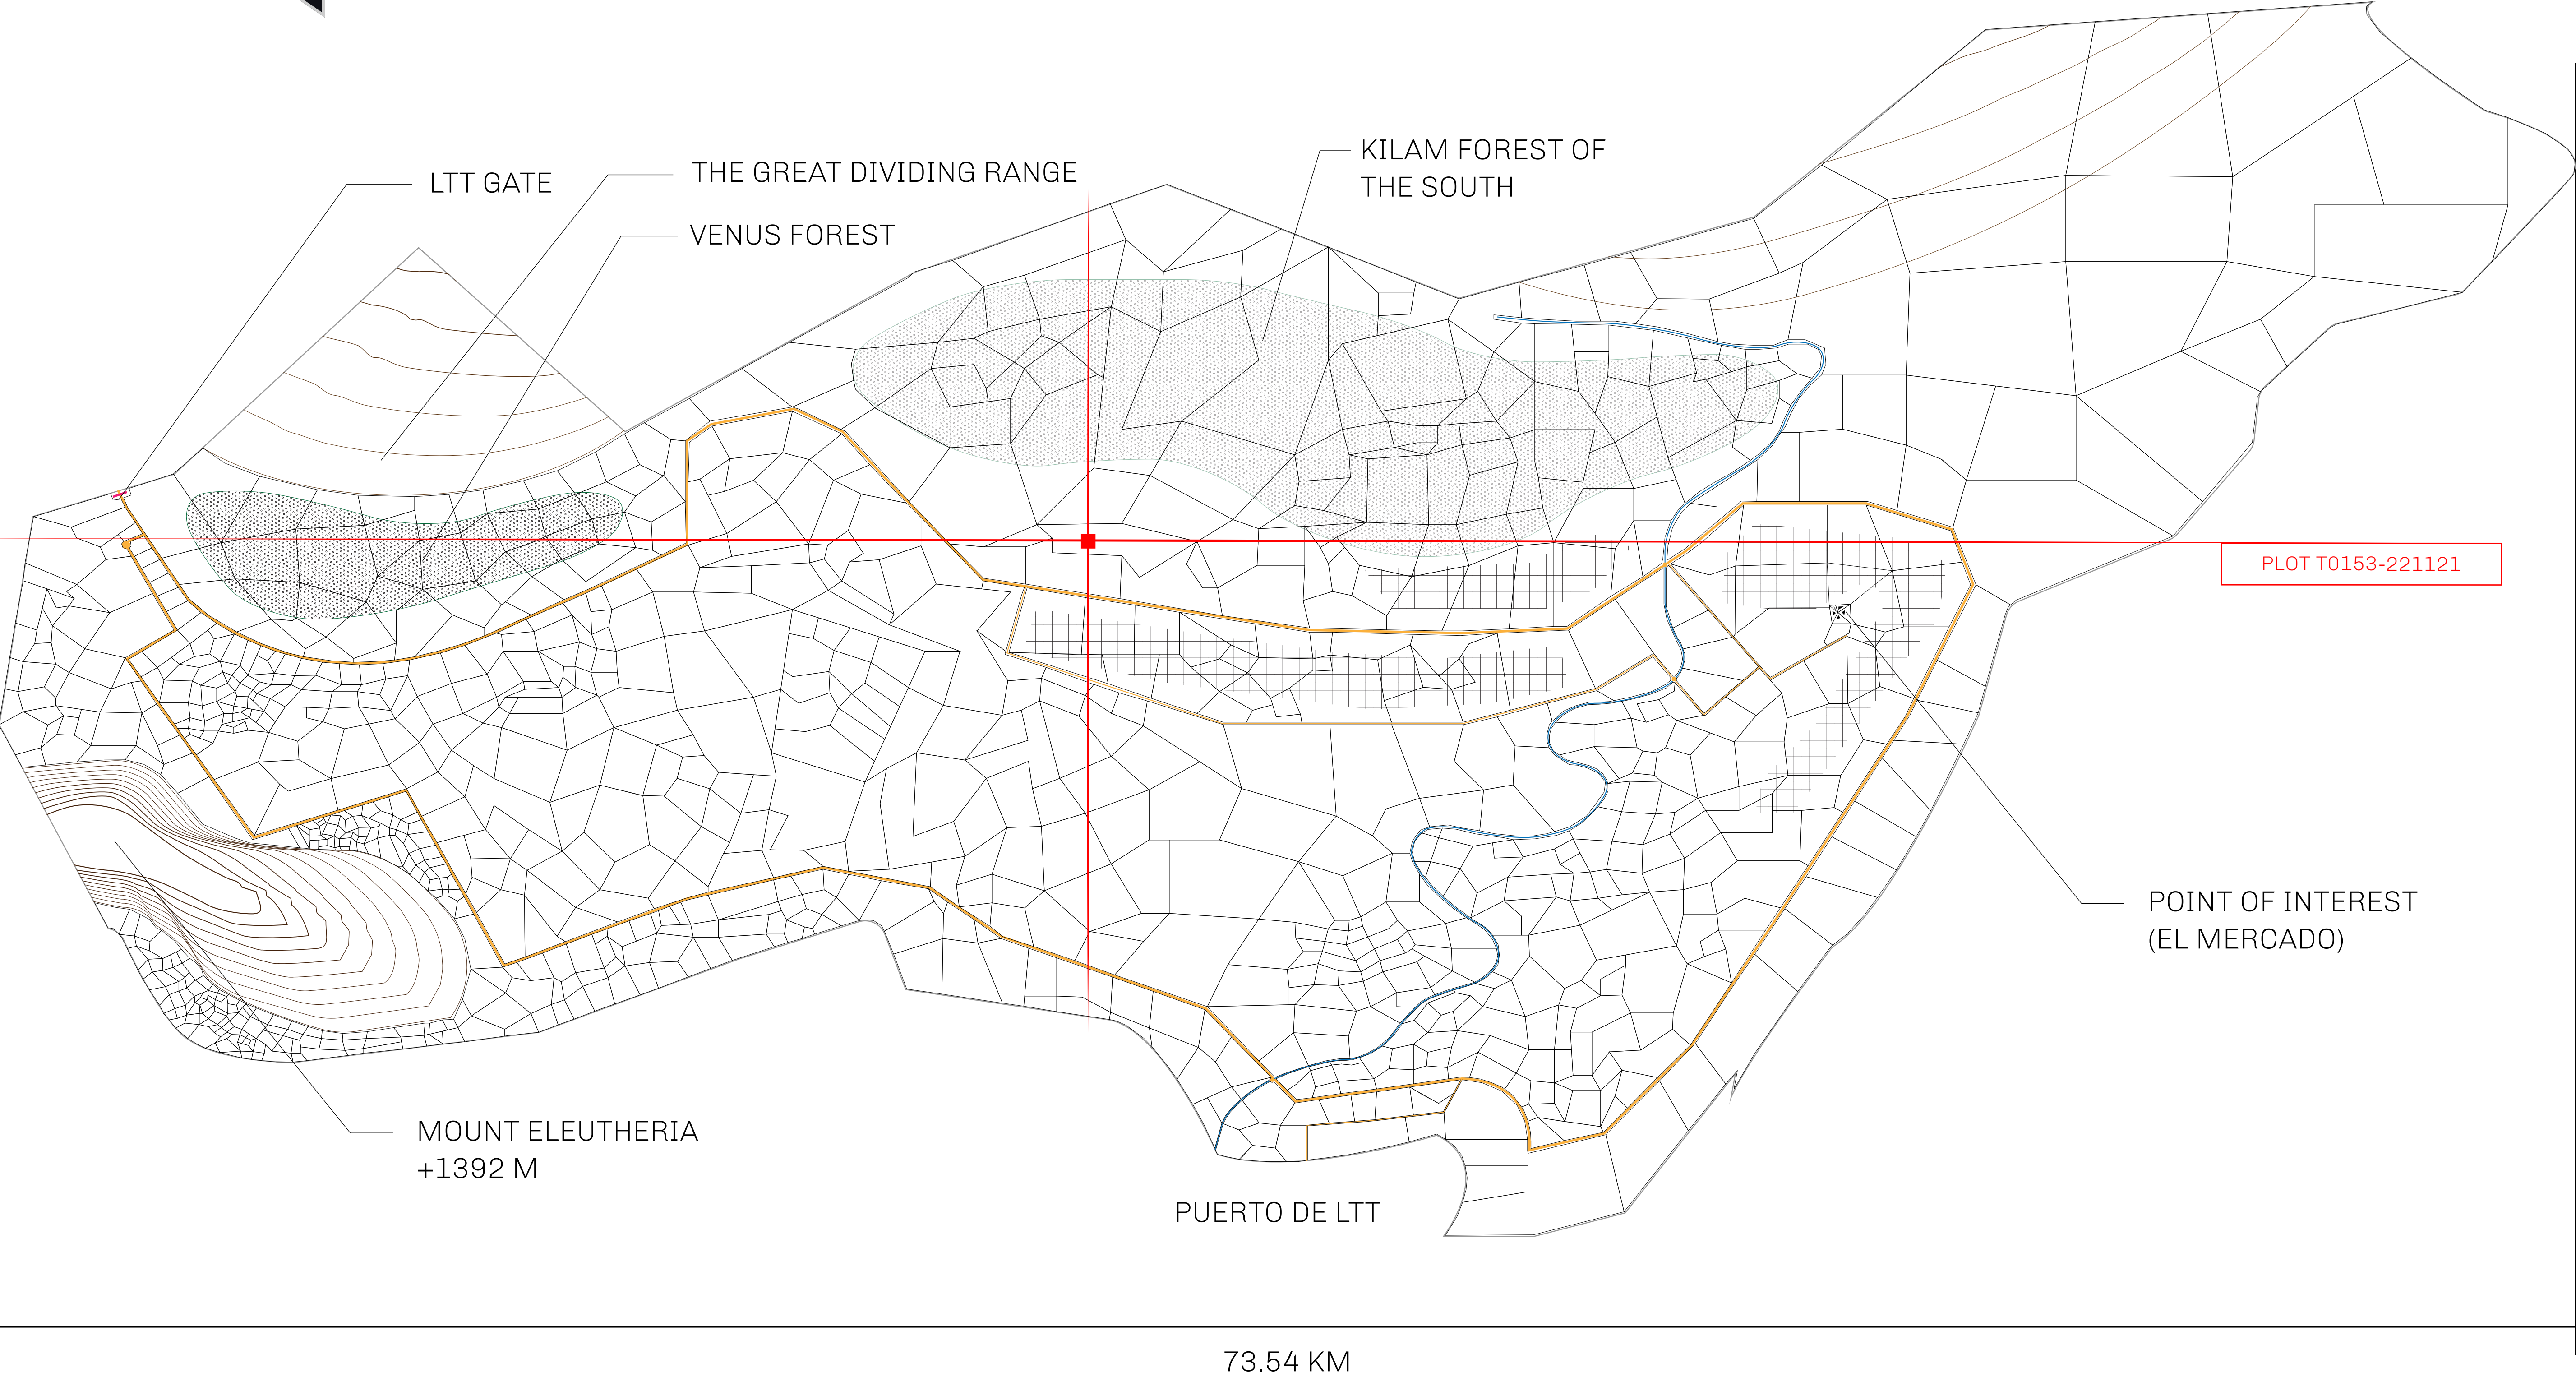 KILAM FOREST OF
THE SOUTH
LTT GATE
THE GREAT DIVIDING RANGE
VENUS FOREST
PLOT T0153-221121
POINT OF INTEREST
(EL MERCADO)
MOUNT ELEUTHERIA
+1392 M
PUERTO DE LTT
73.54 KM